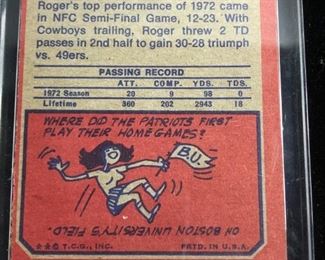 Roger's top performance of 1972 came
in NFC Semi-Final Game, 12-23. With
Cowboys trailing, Roger threw 2 TD
passes in 2nd half to gain 30-28 triumph
vs. 49ers.
PASSING RECORD
ATT. COMP. YDS. TD
1972 Season 20 9 98 0
Lifetime 360 202 2943 18
WHERE DID THE PATRIOTS FIRST
PLAY THEIR HOME GAMES?
B.U.
ON BOSTON UNIVERSITY'S FIELD.
★★© T.C.G., INC. PRTD. IN U.S.A.